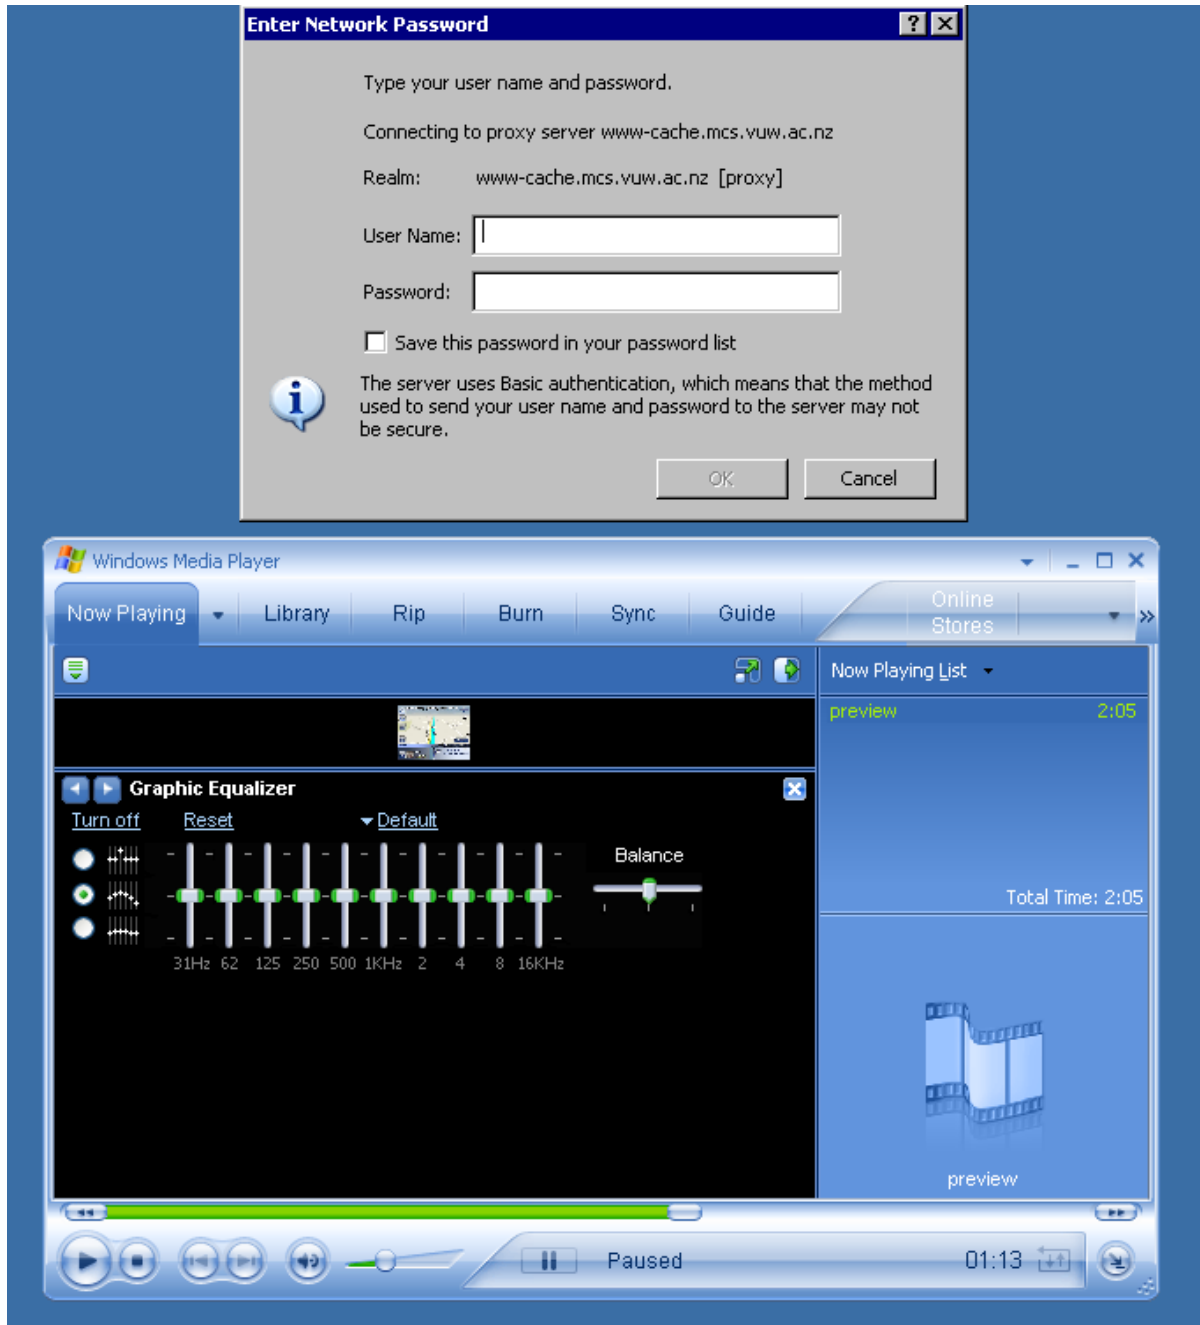 Enter Network Password
Type your user name and password.
Connecting to proxy server www-cache.mcs.vuw.ac.nz
Realm: www-cache.mcs.vuw.ac.nz [proxy]
User Name:
Password:
Save this password in your password list
The server uses Basic authentication, which means that the method
used to send your user name and password to the server may not
be secure.
OK Cancel
Windows Media Player
Now Playing Library Rip Burn Sync Guide Online
Stores
Now Playing List
preview 2:05
Graphic Equalizer
Turn off Reset Default
Balance
Total Time: 2:05
31Hz 62 125 250 500 1KHz 2 4 8 16KHz
preview
Paused 01:13